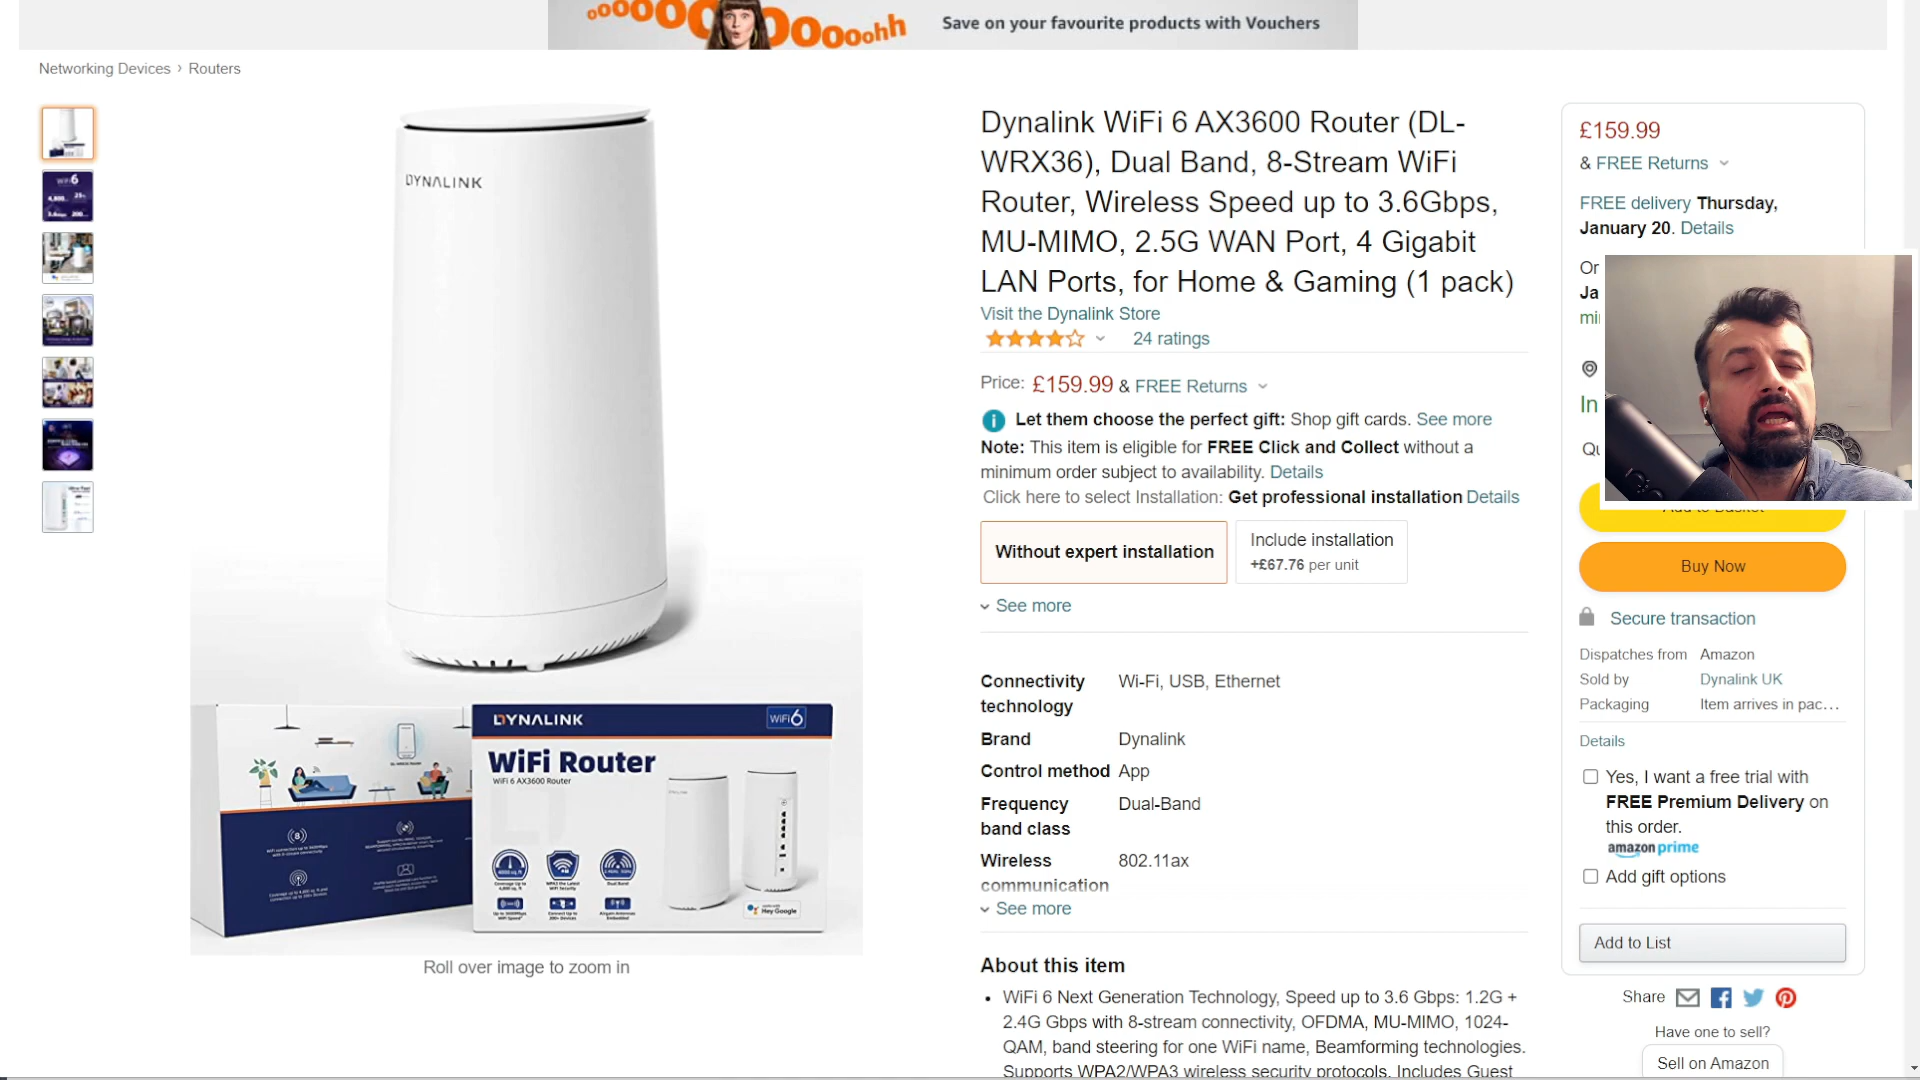 oooooooOOoooohh
Save on your favourite products with Vouchers
Networking Devices › Routers
DYNALINK
Dynalink WiFi 6 AX3600 Router (DL-
WRX36), Dual Band, 8-Stream WiFi
Router, Wireless Speed up to 3.6Gbps,
MU-MIMO, 2.5G WAN Port, 4 Gigabit
LAN Ports, for Home & Gaming (1 pack)
Visit the Dynalink Store
24 ratings
Price: £159.99 & FREE Returns
Let them choose the perfect gift: Shop gift cards. See more
Note: This item is eligible for FREE Click and Collect without a
minimum order subject to availability. Details
Click here to select Installation: Get professional installation Details
Without expert installation
Include installation
+£67.76 per unit
See more
Connectivity technology Wi-Fi, USB, Ethernet
Brand Dynalink
Control method App
Frequency band class Dual-Band
Wireless communication 802.11ax
See more
About this item
• WiFi 6 Next Generation Technology, Speed up to 3.6 Gbps: 1.2G +
2.4G Gbps with 8-stream connectivity, OFDMA, MU-MIMO, 1024-
QAM, band steering for one WiFi name, Beamforming technologies.
Supports WPA2/WPA3 wireless security protocols. Includes Guest
DYNALINK
WiFi 6
WiFi Router
WiFi 6 AX3600 Router
Hey Google
Roll over image to zoom in
£159.99
& FREE Returns
FREE delivery Thursday,
January 20. Details
Or
Ja
In
Add to Basket
Buy Now
Secure transaction
Dispatches from Amazon
Sold by Dynalink UK
Packaging Item arrives in pac…
Details
Yes, I want a free trial with
FREE Premium Delivery on
this order.
amazon prime
Add gift options
Add to List
Share
Have one to sell?
Sell on Amazon